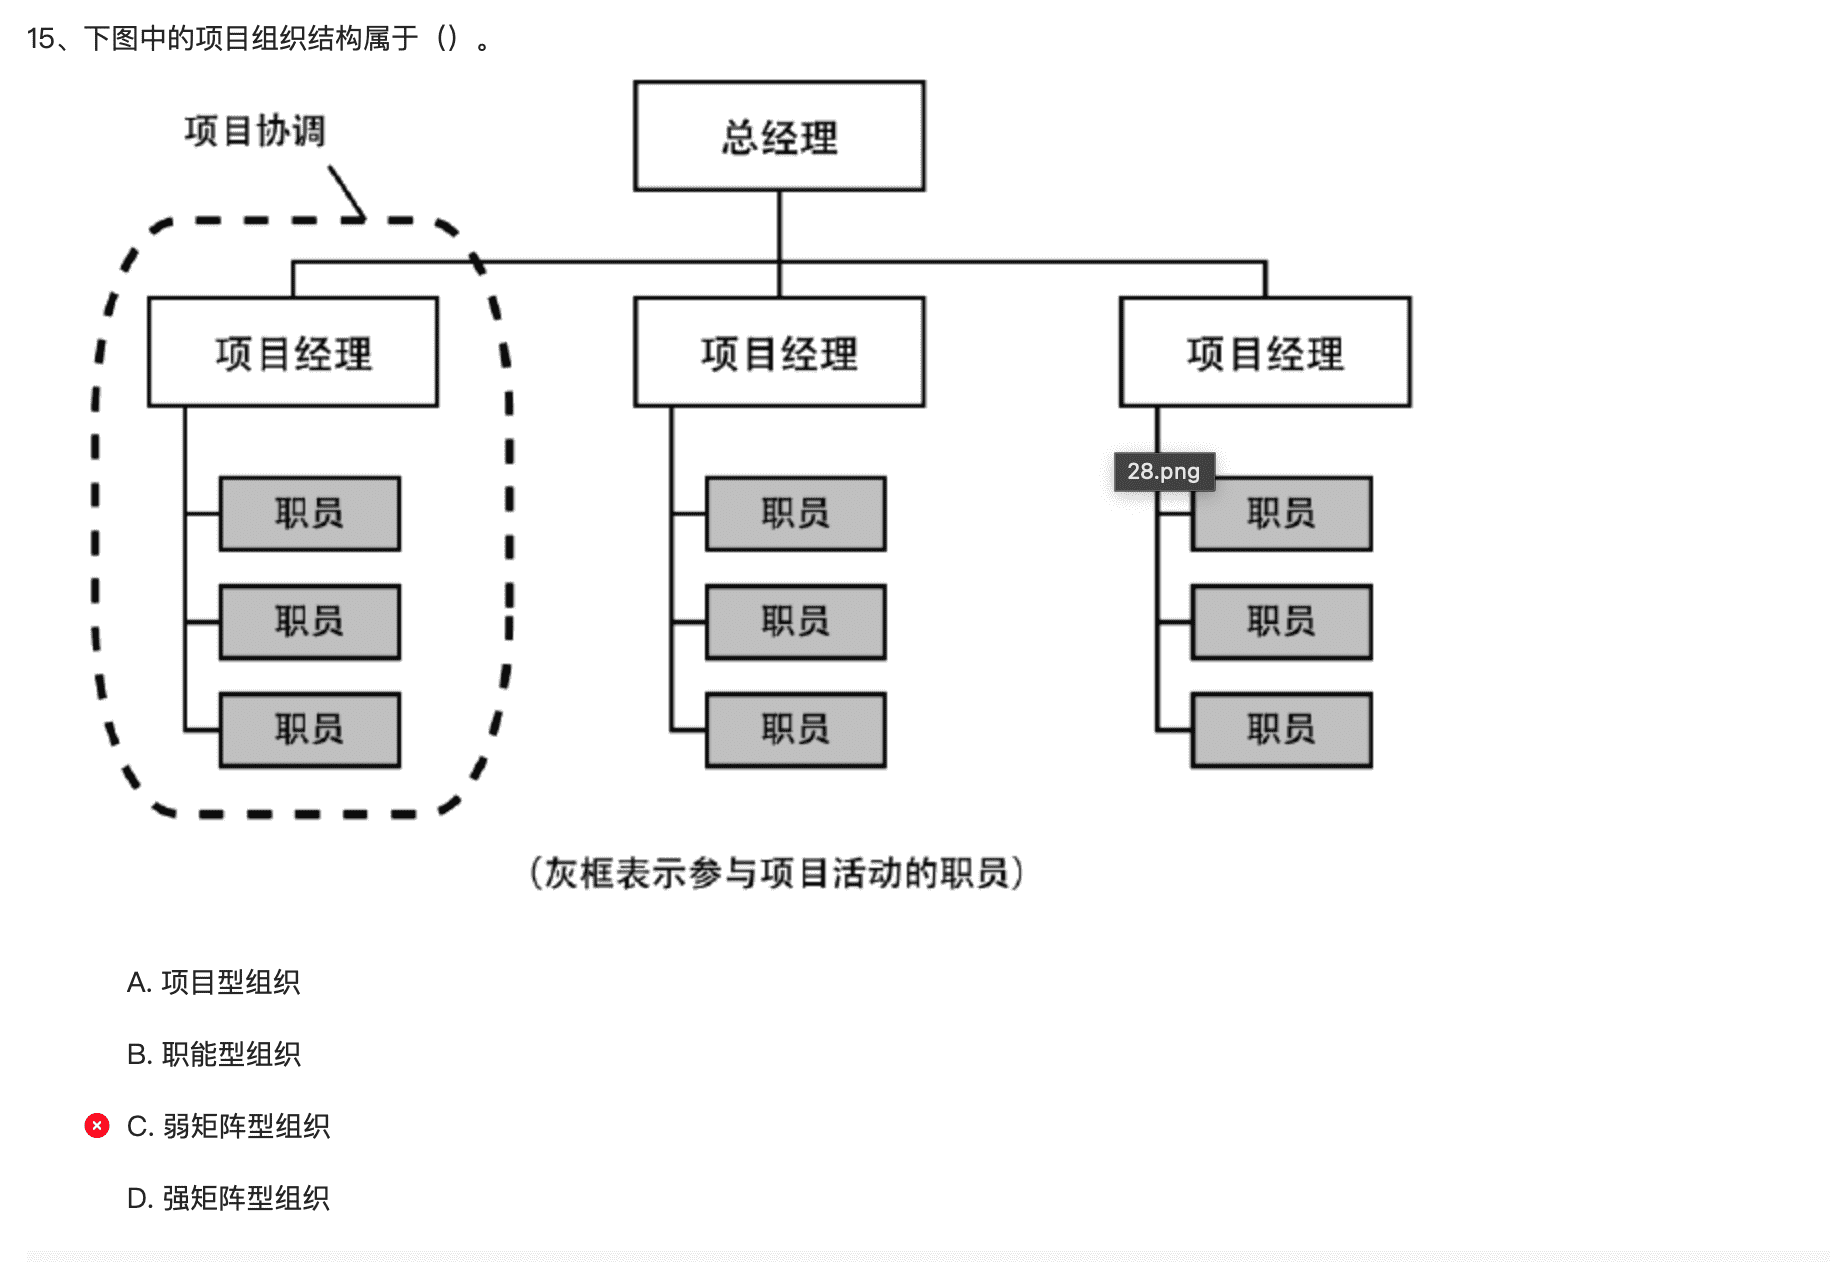 15、下图中的项目组织结构属于（）。
项目协调
总经理
项目经理 项目经理 项目经理
28.png
职员 职员 职员
职员 职员 职员
职员 职员 职员
（灰框表示参与项目活动的职员）
A. 项目型组织
B. 职能型组织
C. 弱矩阵型组织
D. 强矩阵型组织